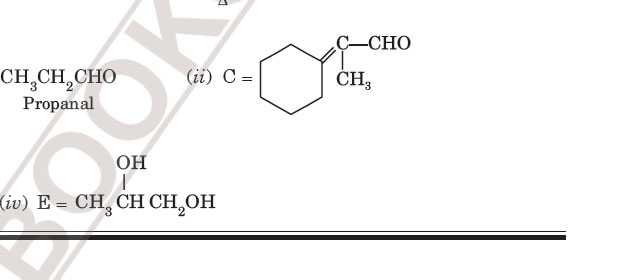 Δ
CH₃CH₂CHO (ii) C = C—CHO
Propanal CH₃
OH
(iv) E = CH₃ CH CH₂OH
BOOK